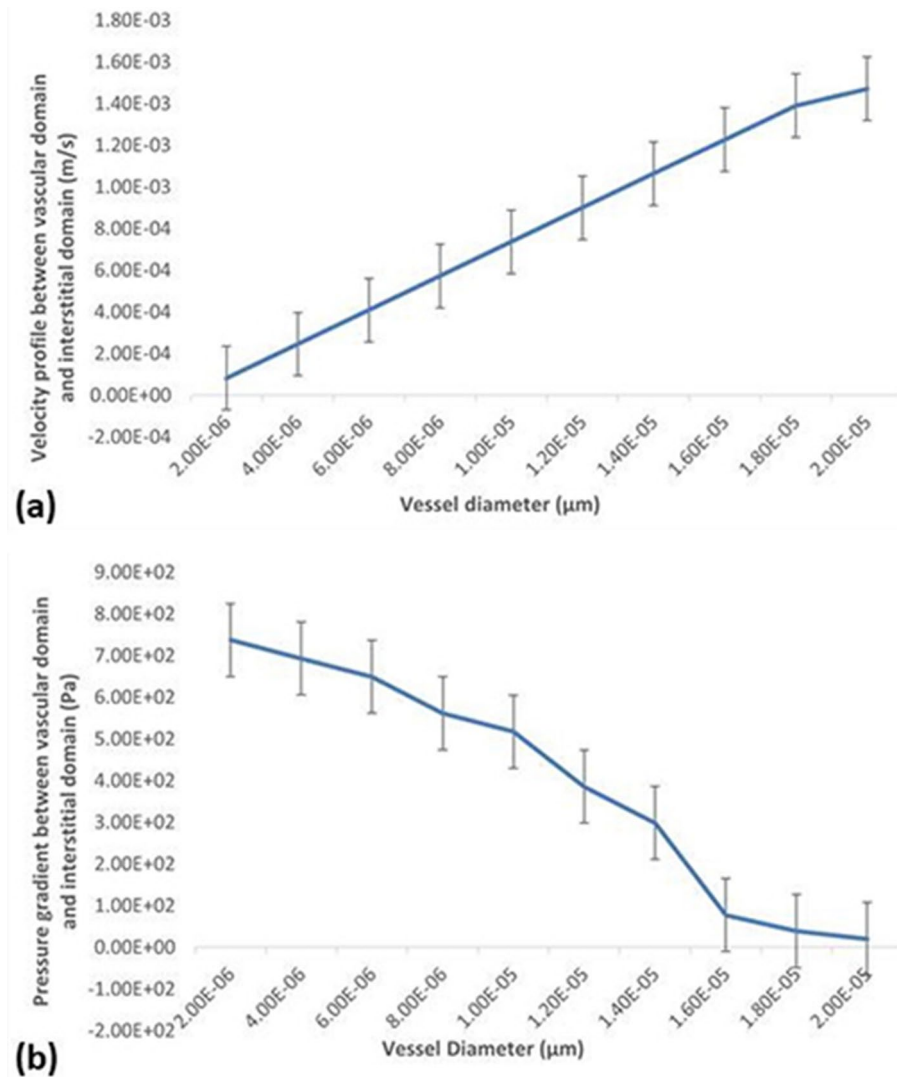 1.80E-03
1.60E-03
1.40E-03
1.20E-03
1.00E-03
8.00E-04
6.00E-04
4.00E-04
2.00E-04
0.00E+00
-2.00E-04
Velocity profile between vascular domain
and interstitial domain (m/s)
2.00E-06
4.00E-06
6.00E-06
8.00E-06
1.00E-05
1.20E-05
1.40E-05
1.60E-05
1.80E-05
2.00E-05
Vessel diameter (µm)
(a)
9.00E+02
8.00E+02
7.00E+02
6.00E+02
5.00E+02
4.00E+02
3.00E+02
2.00E+02
1.00E+02
0.00E+00
-1.00E+02
-2.00E+02
Pressure gradient between vascular domain
and interstitial domain (Pa)
2.00E-06
4.00E-06
6.00E-06
8.00E-06
1.00E-05
1.20E-05
1.40E-05
1.60E-05
1.80E-05
2.00E-05
Vessel Diameter (µm)
(b)